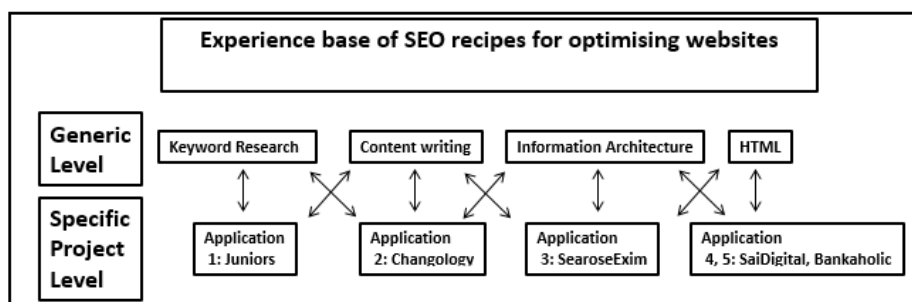 Experience base of SEO recipes for optimising websites
Generic
Level
Keyword Research
Content writing
Information Architecture
HTML
Specific
Project
Level
Application
1: Juniors
Application
2: Changology
Application
3: SearoseExim
Application
4, 5: SaiDigital, Bankaholic